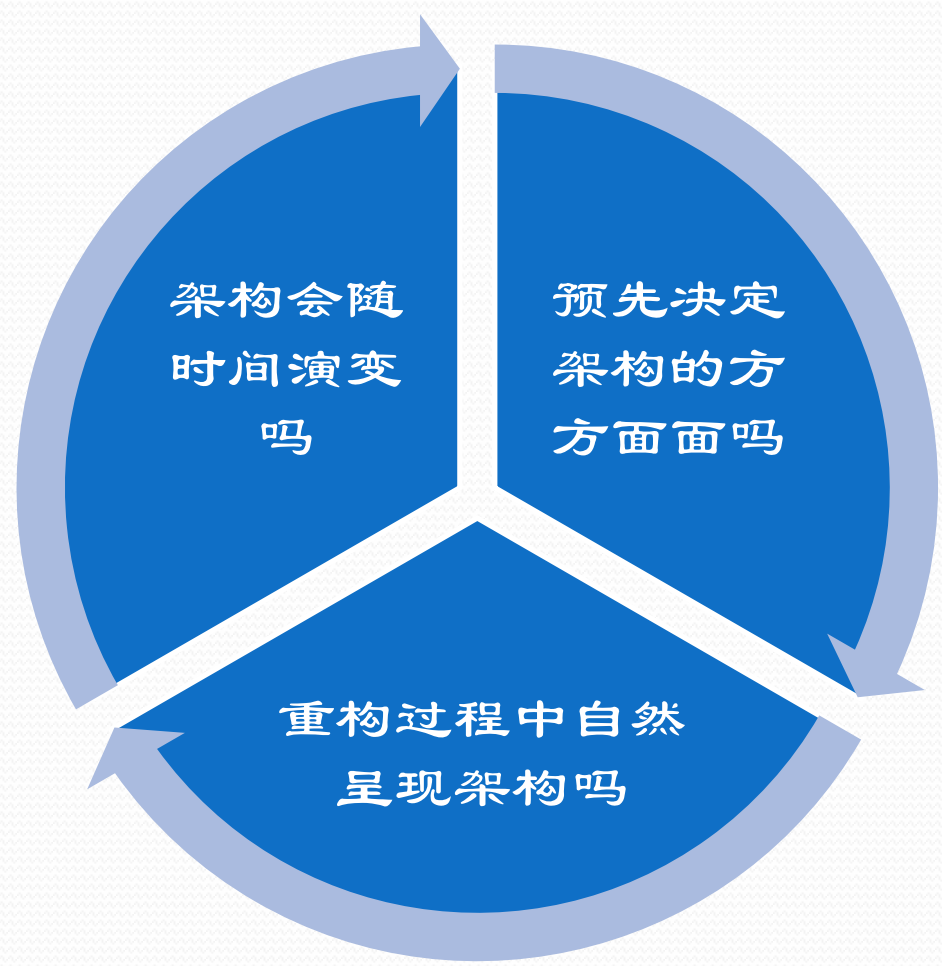 架构会随
时间演变
吗
预先决定
架构的方
方面面吗
重构过程中自然
呈现架构吗